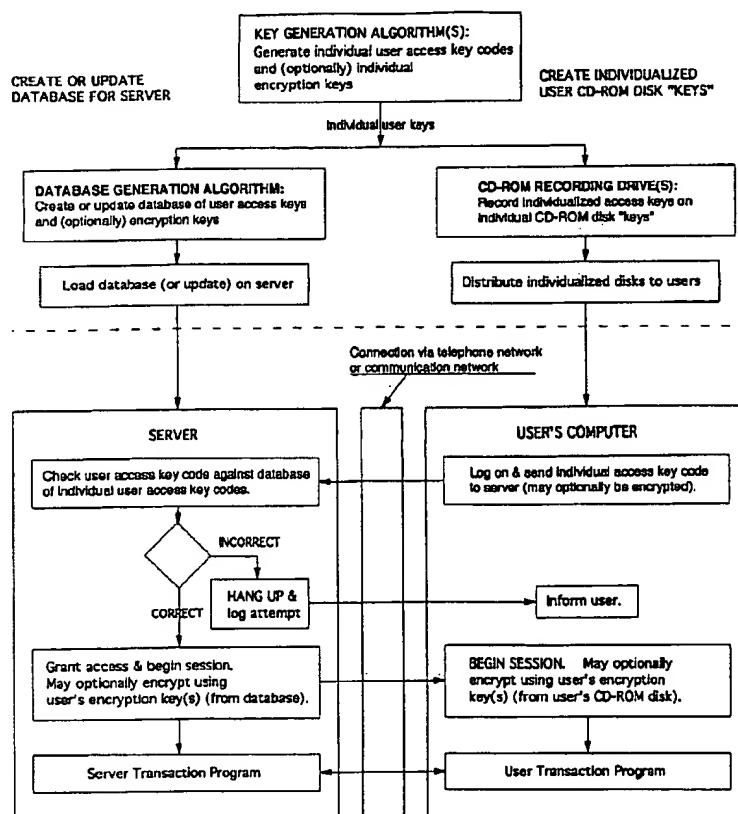 KEY GENERATION ALGORITHM(S):
Generate individual user access key codes
and (optionally) individual
encryption keys
CREATE OR UPDATE
DATABASE FOR SERVER
CREATE INDIVIDUALIZED
USER CD-ROM DISK "KEYS"
Individual user keys
DATABASE GENERATION ALGORITHM:
Create or update database of user access keys
and (optionally) encryption keys
CD-ROM RECORDING DRIVE(S):
Record individualized access keys on
individual CD-ROM disk "keys"
Load database (or update) on server
Distribute individualized disks to users
Connection via telephone network
or communication network
SERVER
USER'S COMPUTER
Check user access key code against database
of individual user access key codes.
Log on & send individual access key code
to server (may optionally be encrypted).
INCORRECT
CORRECT
HANG UP &
log attempt
Inform user.
Grant access & begin session.
May optionally encrypt using
user's encryption key(s) (from database).
BEGIN SESSION. May optionally
encrypt using user's encryption
key(s) (from user's CD-ROM disk).
Server Transaction Program
User Transaction Program